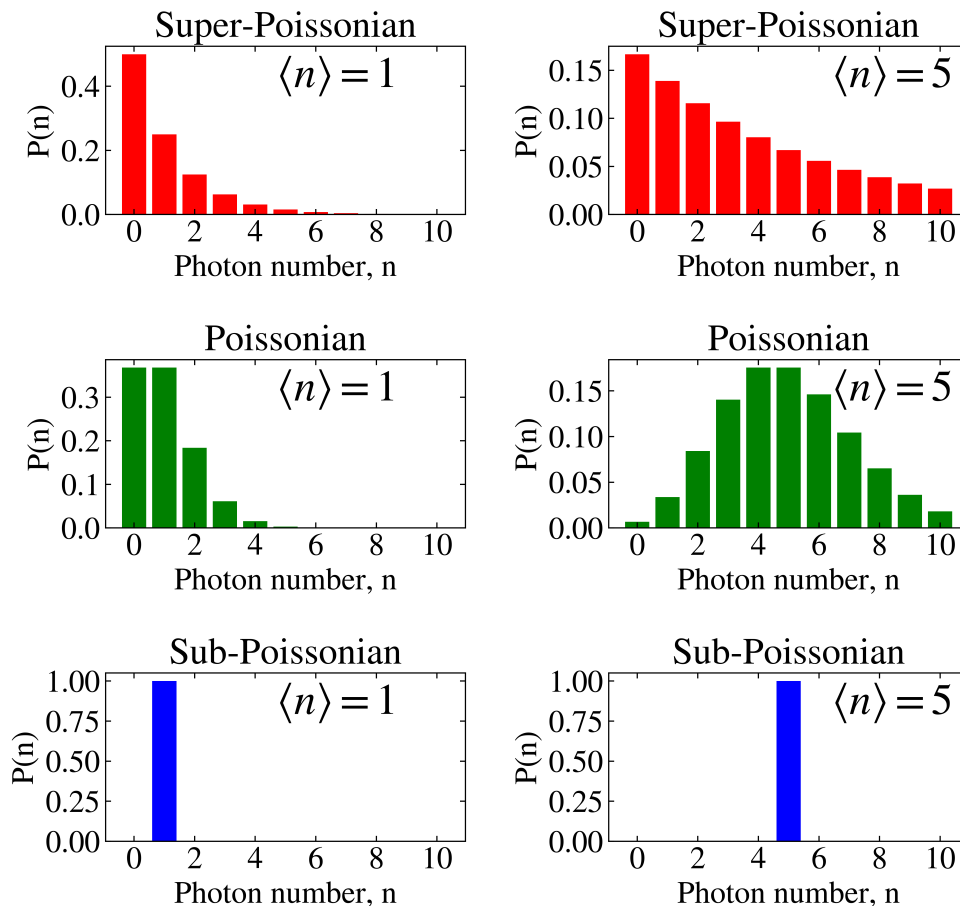 Super-Poissonian
⟨n⟩ = 1
P(n)
0.4
0.2
0.0
0 2 4 6 8 10
Photon number, n
Super-Poissonian
⟨n⟩ = 5
P(n)
0.15
0.10
0.05
0.00
0 2 4 6 8 10
Photon number, n
Poissonian
⟨n⟩ = 1
P(n)
0.3
0.2
0.1
0.0
0 2 4 6 8 10
Photon number, n
Poissonian
⟨n⟩ = 5
P(n)
0.15
0.10
0.05
0.00
0 2 4 6 8 10
Photon number, n
Sub-Poissonian
⟨n⟩ = 1
P(n)
1.00
0.75
0.50
0.25
0.00
0 2 4 6 8 10
Photon number, n
Sub-Poissonian
⟨n⟩ = 5
P(n)
1.00
0.75
0.50
0.25
0.00
0 2 4 6 8 10
Photon number, n